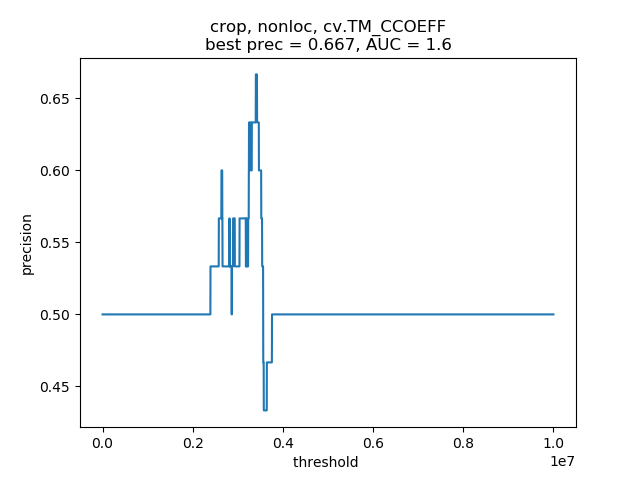 crop, nonloc, cv.TM_CCOEFF
best prec = 0.667, AUC = 1.6
0.65
0.60
0.55
0.50
0.45
precision
0.0
0.2
0.4
0.6
0.8
1.0
1e7
threshold